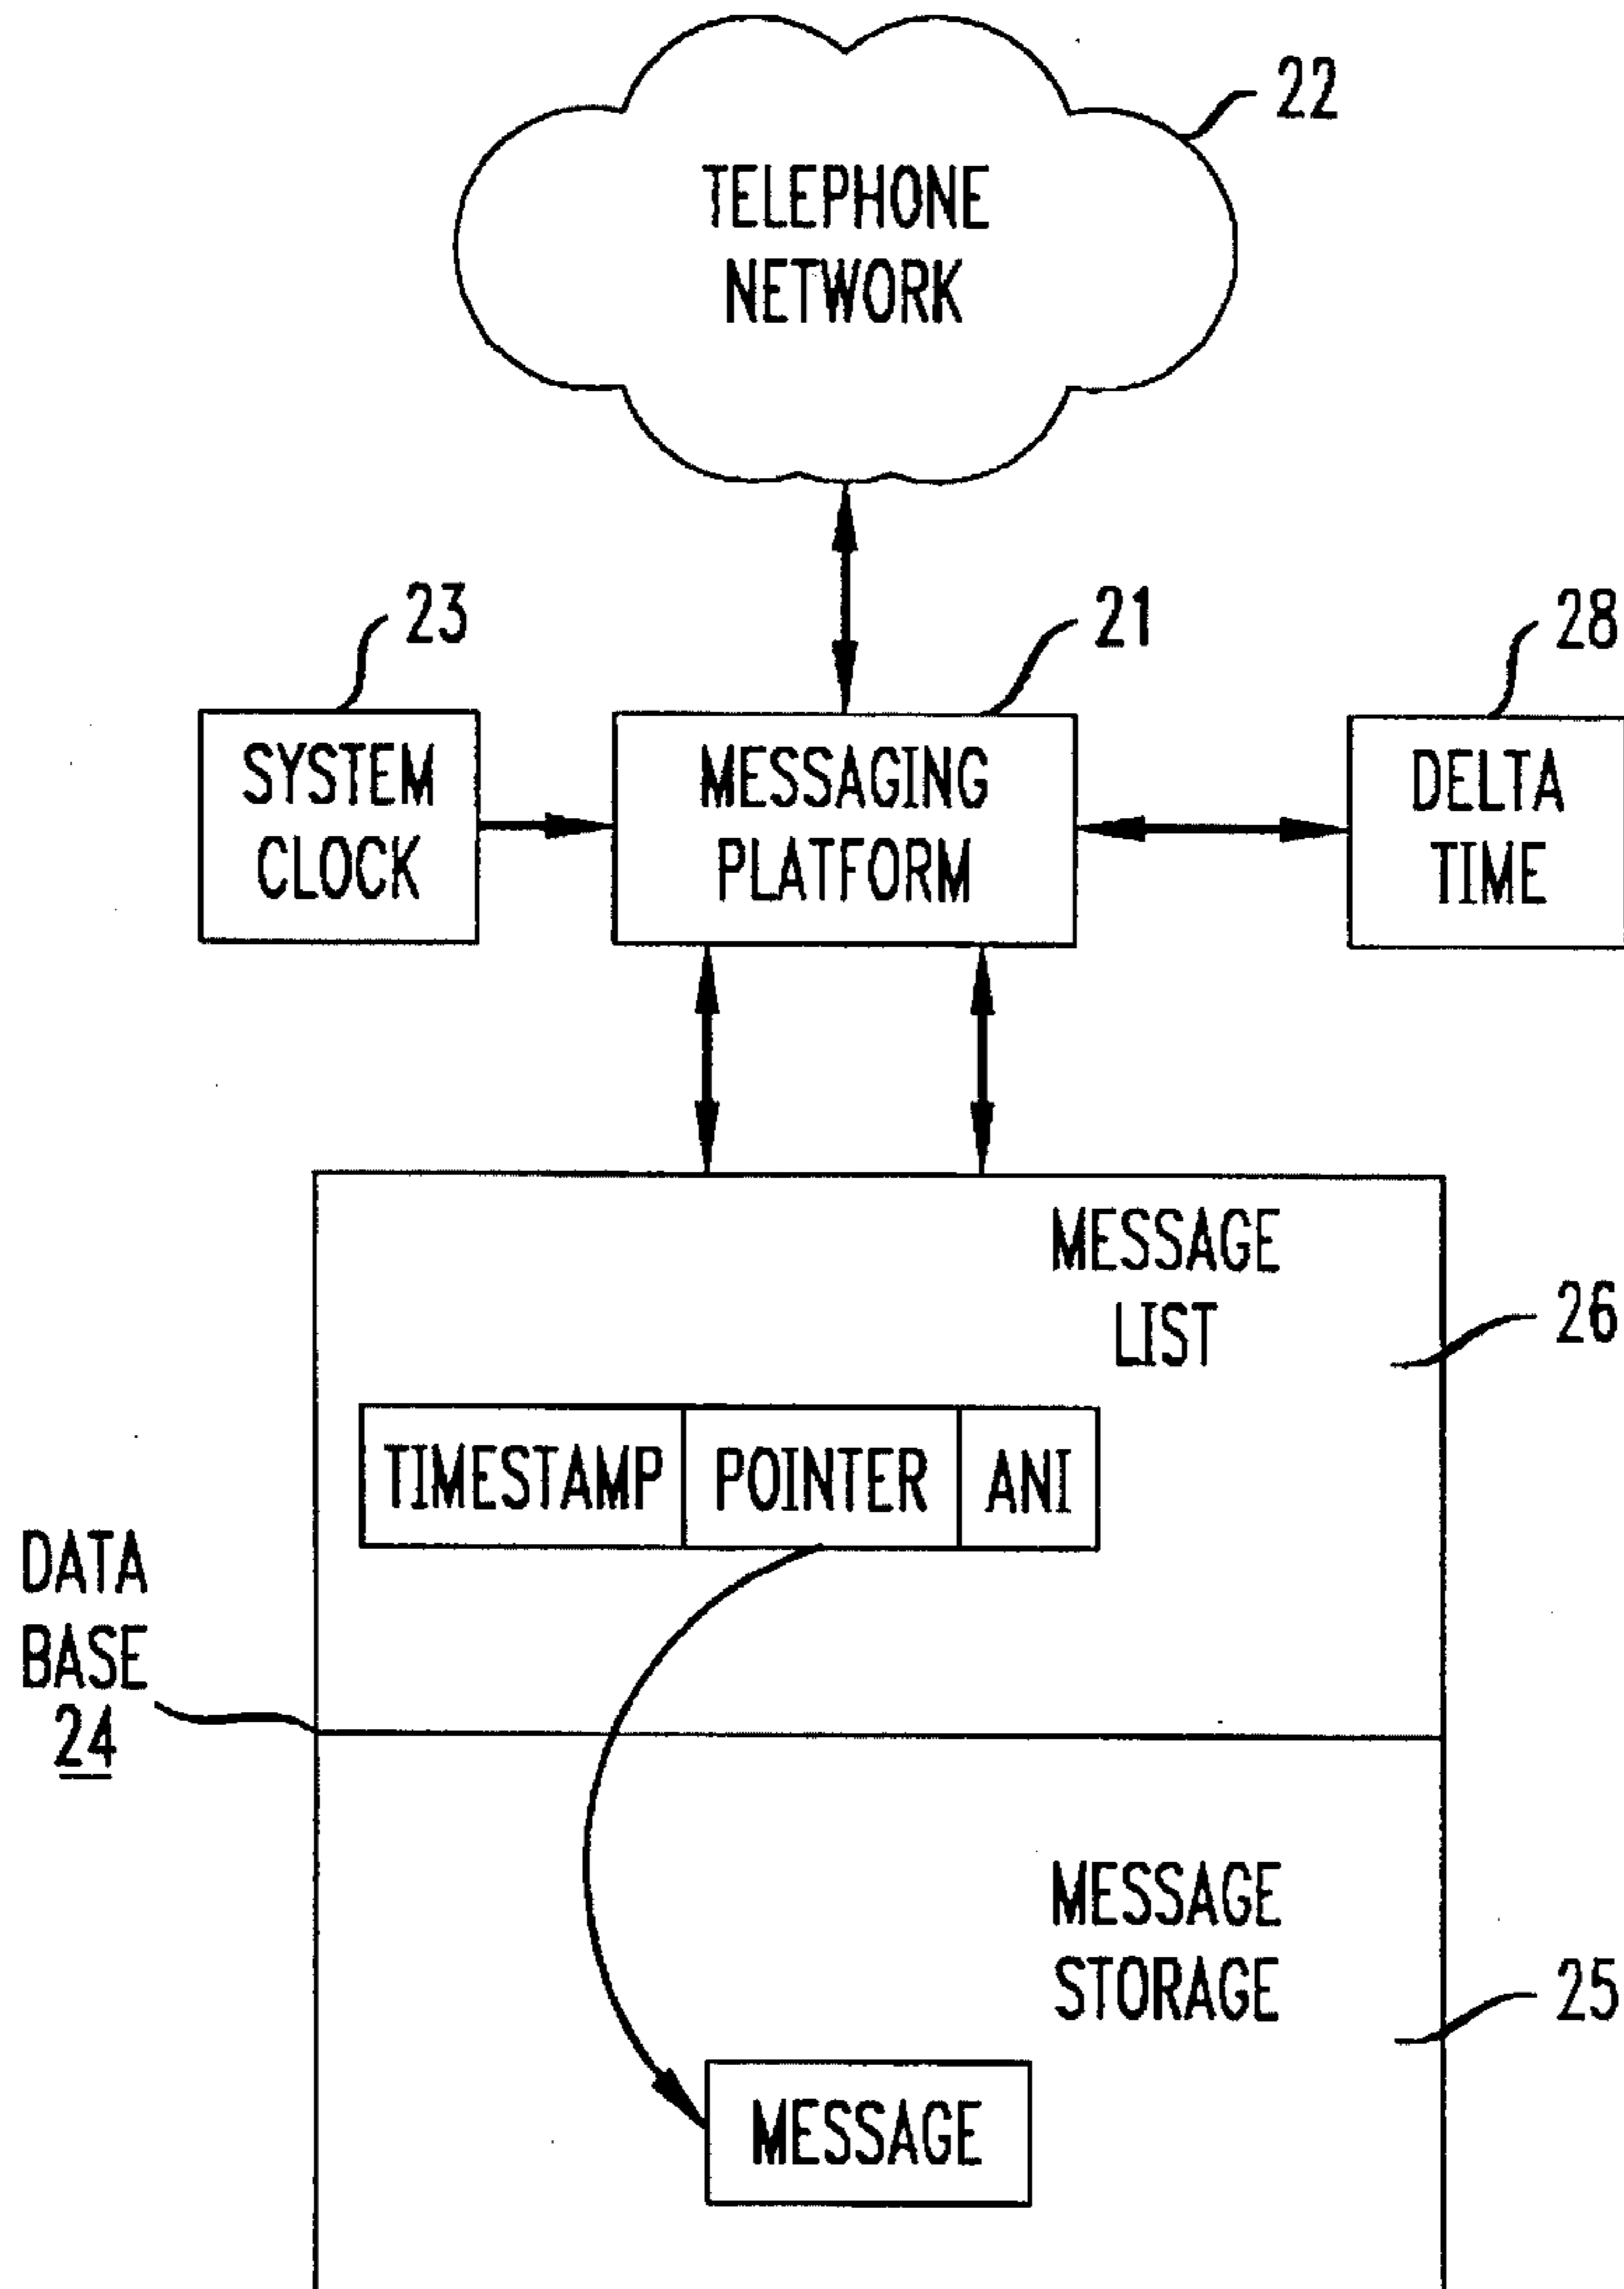 22
TELEPHONE
NETWORK
23
21
28
SYSTEM
CLOCK
MESSAGING
PLATFORM
DELTA
TIME
MESSAGE
LIST
26
TIMESTAMP POINTER ANI
DATA
BASE
24
MESSAGE
STORAGE
25
MESSAGE